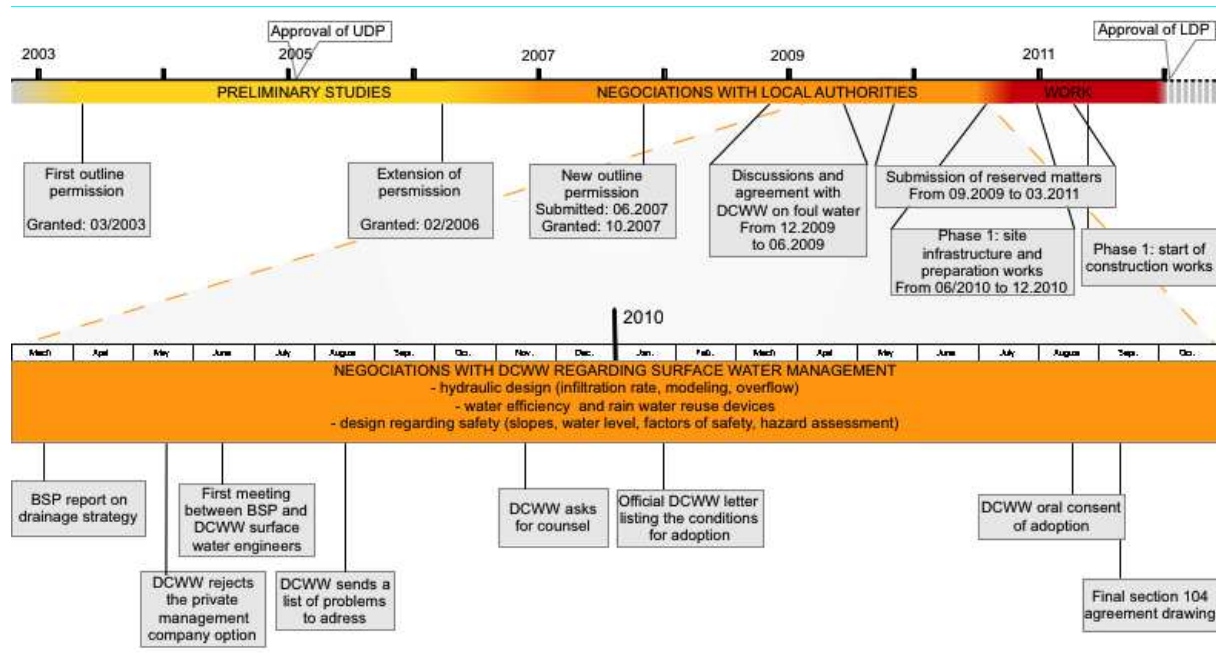 Approval of UDP
Approval of LDP
2003
2005
2007
2009
2011
PRELIMINARY STUDIES
NEGOCIATIONS WITH LOCAL AUTHORITIES
WORK
First outline
permission
Granted: 03/2003
Extension of
persmission
Granted: 02/2006
New outline
permission
Submitted: 06.2007
Granted: 10.2007
Discussions and
agreement with
DCWW on foul water
From 12.2009
to 06.2009
Submission of reserved matters
From 09.2009 to 03.2011
Phase 1: site
infrastructure and
preparation works
From 06/2010 to 12.2010
Phase 1: start of
construction works
2010
March
April
May
June
July
August
Sept.
Oct.
Nov.
Dec.
Jan.
Feb.
March
April
May
June
July
August
Sept.
Oct.
NEGOCIATIONS WITH DCWW REGARDING SURFACE WATER MANAGEMENT
- hydraulic design (infiltration rate, modeling, overflow)
- water efficiency and rain water reuse devices
- design regarding safety (slopes, water level, factors of safety, hazard assessment)
BSP report on
drainage strategy
DCWW rejects
the private
management
company option
First meeting
between BSP and
DCWW surface
water engineers
DCWW sends a
list of problems
to adress
DCWW asks
for counsel
Official DCWW letter
listing the conditions
for adoption
DCWW oral consent
of adoption
Final section 104
agreement drawing